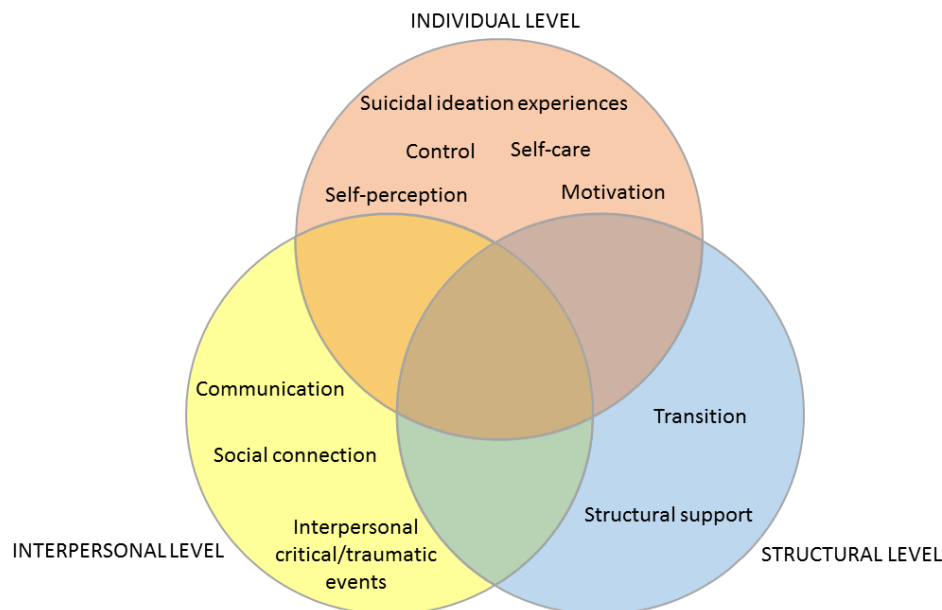 INDIVIDUAL LEVEL
Suicidal ideation experiences
Control
Self-care
Self-perception
Motivation
Communication
Transition
Social connection
Structural support
Interpersonal
critical/traumatic
events
INTERPERSONAL LEVEL
STRUCTURAL LEVEL